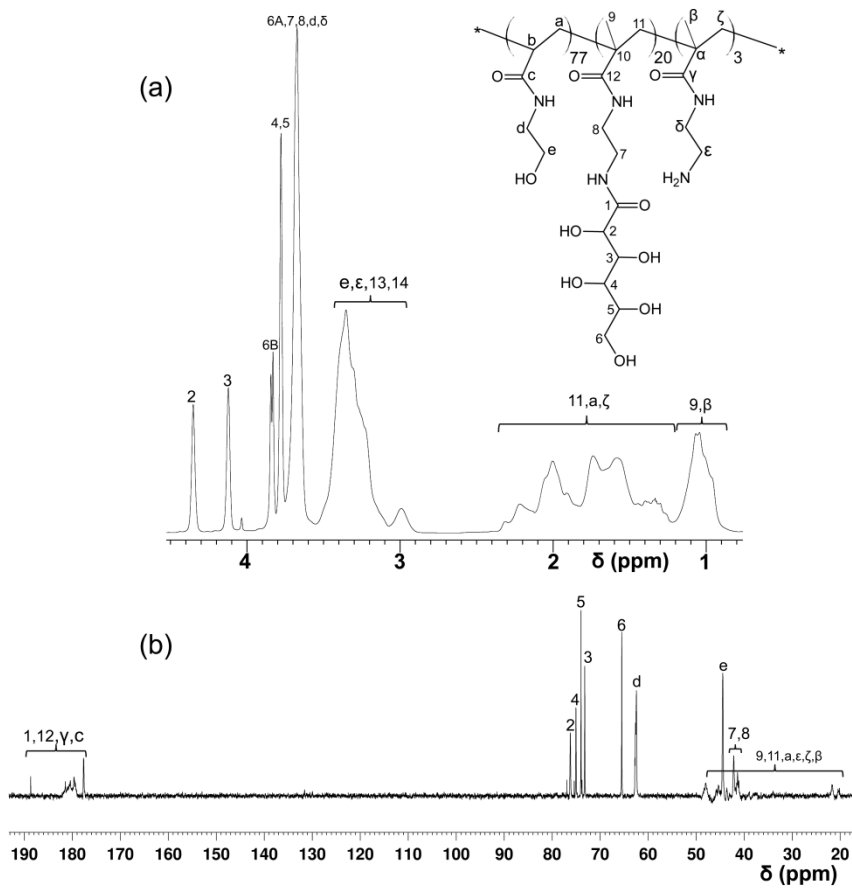 (a)
6A,7,8,d,δ
4,5
6B
2
3
e,ε,13,14
11,a,ζ
9,β
* b a 77 9 10 11 20 β α ζ 3 *
O c O 12 O γ
NH NH NH
d 8 δ
e 7 ε
HO HN H₂N
1 O
HO 2
3 OH
HO 4
5 OH
6
OH
4 3 2 δ (ppm) 1
(b)
1,12,γ,c
2
4
5
3
6
d
e
7,8
9,11,a,ε,ζ,β
190 180 170 160 150 140 130 120 110 100 90 80 70 60 50 40 30 20
δ (ppm)